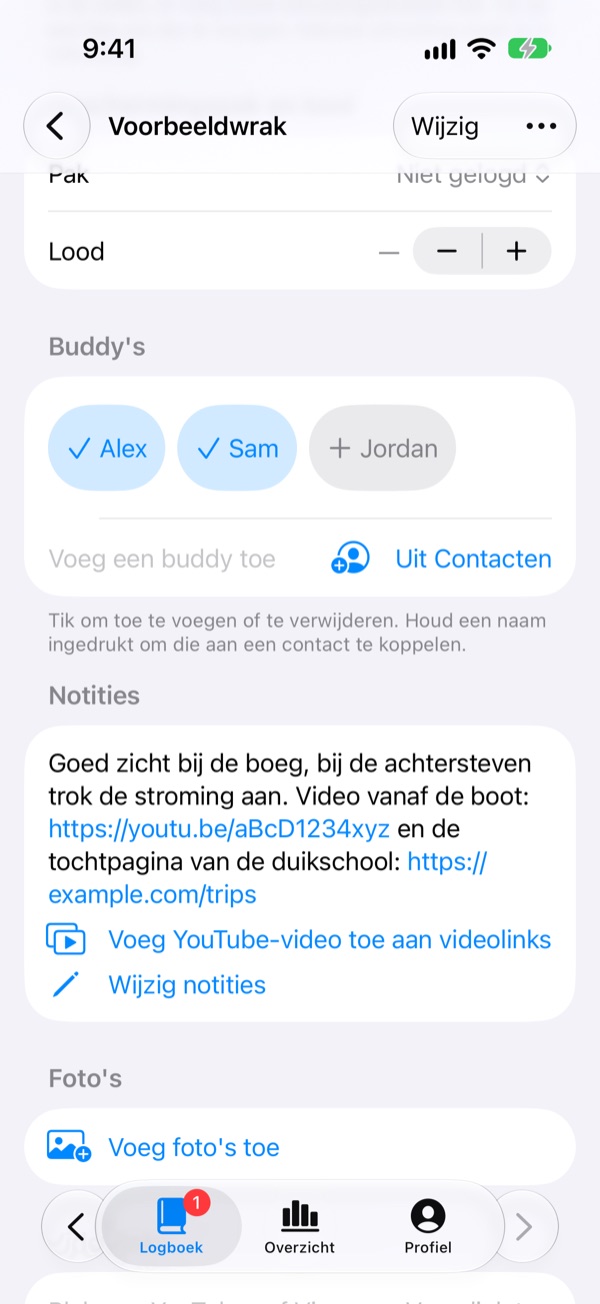 9:41
Voorbeeldwrak
Wijzig
Pak
Niet gelogd
Lood
—
Buddy's
Alex
Sam
Jordan
Voeg een buddy toe
Uit Contacten
Tik om toe te voegen of te verwijderen. Houd een naam
ingedrukt om die aan een contact te koppelen.
Notities
Goed zicht bij de boeg, bij de achtersteven
trok de stroming aan. Video vanaf de boot:
https://youtu.be/aBcD1234xyz en de
tochtpagina van de duikschool: https://
example.com/trips
Voeg YouTube-video toe aan videolinks
Wijzig notities
Foto's
Voeg foto's toe
1
Logboek
Overzicht
Profiel